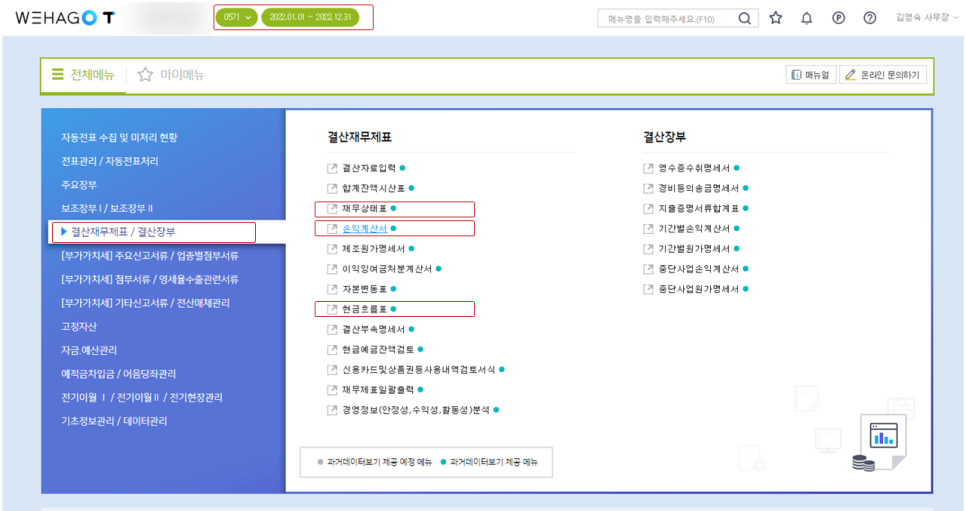 WEHAGO T
05기
2022.01.01 ~ 2022.12.31
메뉴명을 입력해주세요.(F10)
김영숙 사무장
전체메뉴
마이메뉴
매뉴얼
온라인 문의하기
자동전표 수집 및 미처리 현황
전표관리 / 자동전표처리
주요장부
보조장부 I / 보조장부 II
결산재무제표 / 결산장부
[부가가치세] 주요신고서류 / 업종별첨부서류
[부가가치세] 첨부서류 / 영세율수출관련서류
[부가가치세] 기타신고서류 / 전산매체관리
고정자산
자금.예산관리
예적금차입금 / 어음당좌관리
전기이월 I / 전기이월 II / 전기현장관리
기초정보관리 / 데이터관리
결산재무제표
결산자료입력
합계잔액시산표
재무상태표
손익계산서
제조원가명세서
이익잉여금처분계산서
자본변동표
현금흐름표
결산부속명세서
현금예금잔액검토
신용카드및상품권등사용내역검토서식
재무제표일괄출력
경영정보(안정성,수익성,활동성)분석
결산장부
영수증수취명세서
경비등의송금명세서
지출증명서류합계표
기간별손익계산서
기간별원가명세서
중단사업손익계산서
중단사업원가명세서
과거데이터보기 제공 예정 메뉴
과거데이터보기 제공 메뉴